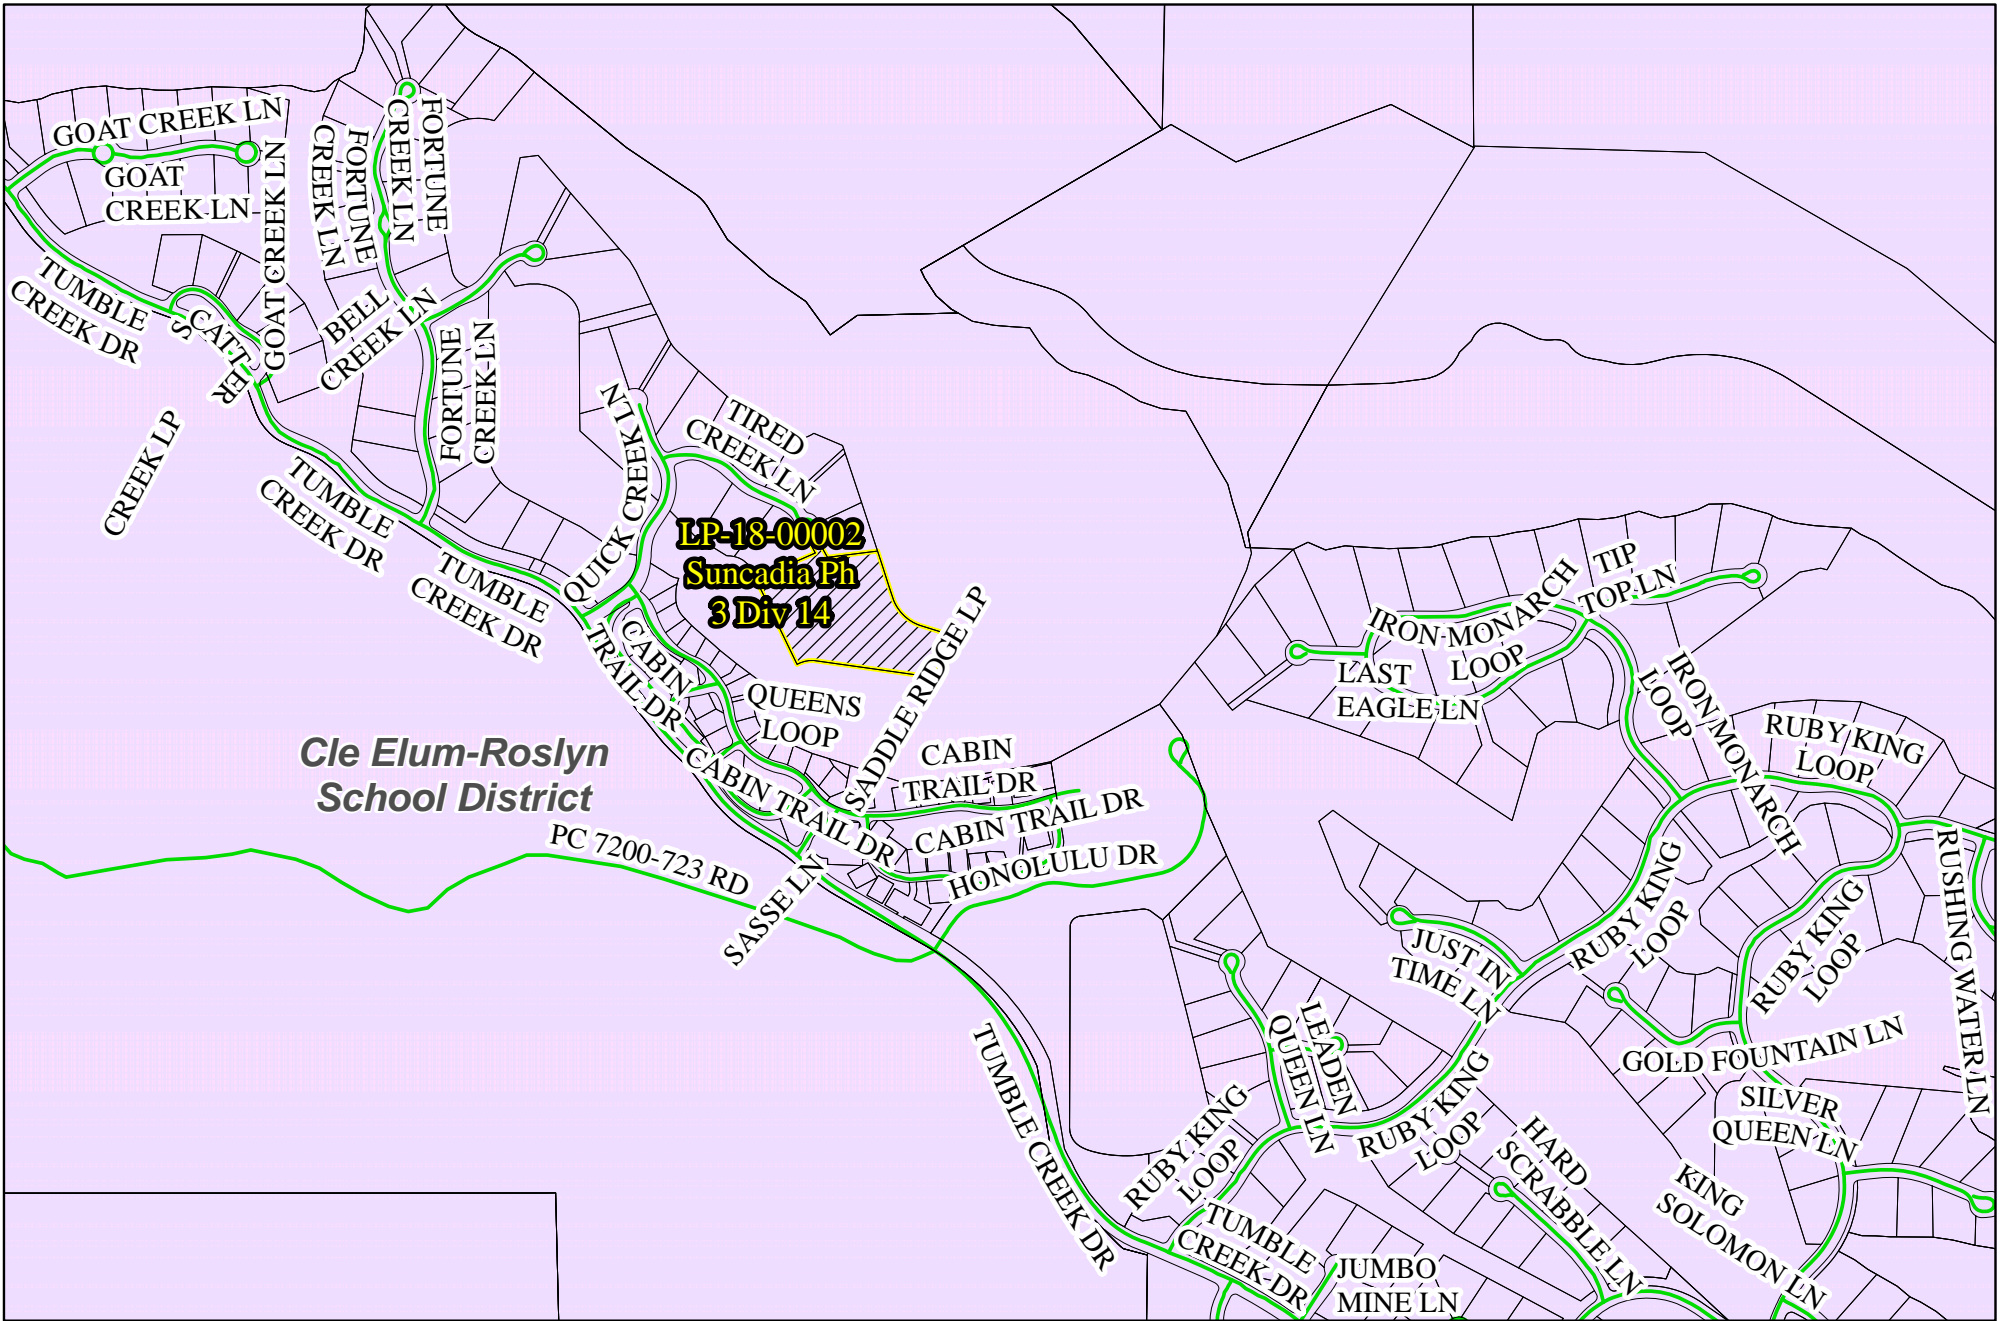 GOAT CREEK LN
GOAT
CREEK LN
GOAT CREEK LN
FORTUNE
CREEK LN
FORTUNE
CREEK LN
TUMBLE
CREEK DR
CATT
S
ER
CREEK LP
BELL
CREEK LN
FORTUNE
CREEK LN
TUMBLE
CREEK DR
TUMBLE
CREEK DR
QUICK CREEK LN
TIRED
CREEK LN
LP-18-00002
Suncadia Ph
3 Div 14
SADDLE RIDGE LP
CABIN
TRAIL DR
QUEENS
LOOP
CABIN TRAIL DR
CABIN
TRAIL DR
CABIN TRAIL DR
HONOLULU DR
Cle Elum-Roslyn
School District
PC 7200-723 RD
SASSE LN
TUMBLE CREEK DR
TIP
TOP LN
IRON MONARCH
LOOP
LAST
EAGLE LN
IRON MONARCH
LOOP
RUBY KING
LOOP
RUSHING WATER LN
RUBY KING
LOOP
RUBY KING
LOOP
JUST IN
TIME LN
GOLD FOUNTAIN LN
LEADEN
QUEEN LN
RUBY KING
LOOP
RUBY KING
LOOP
SILVER
QUEEN LN
HARD
SCRABBLE LN
KING
SOLOMON LN
TUMBLE
CREEK DR
JUMBO
MINE LN